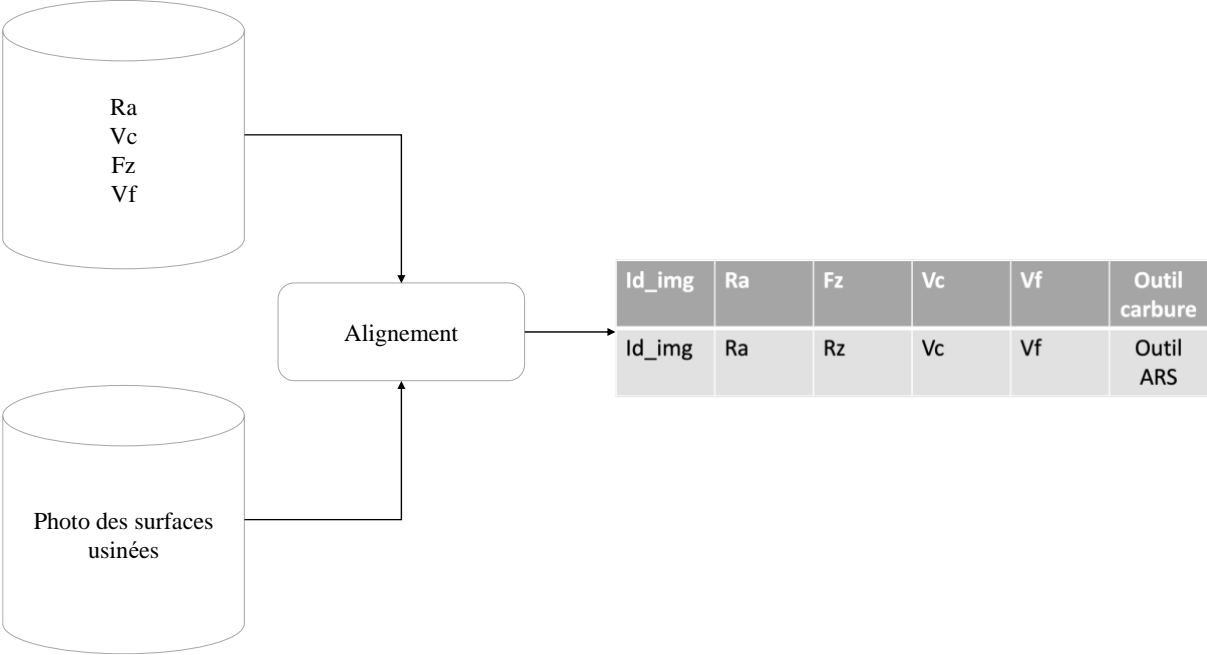 Ra
Vc
Fz
Vf
Alignement
Photo des surfaces
usinées
Id_img Ra Fz Vc Vf Outil
carbure
Id_img Ra Rz Vc Vf Outil
ARS